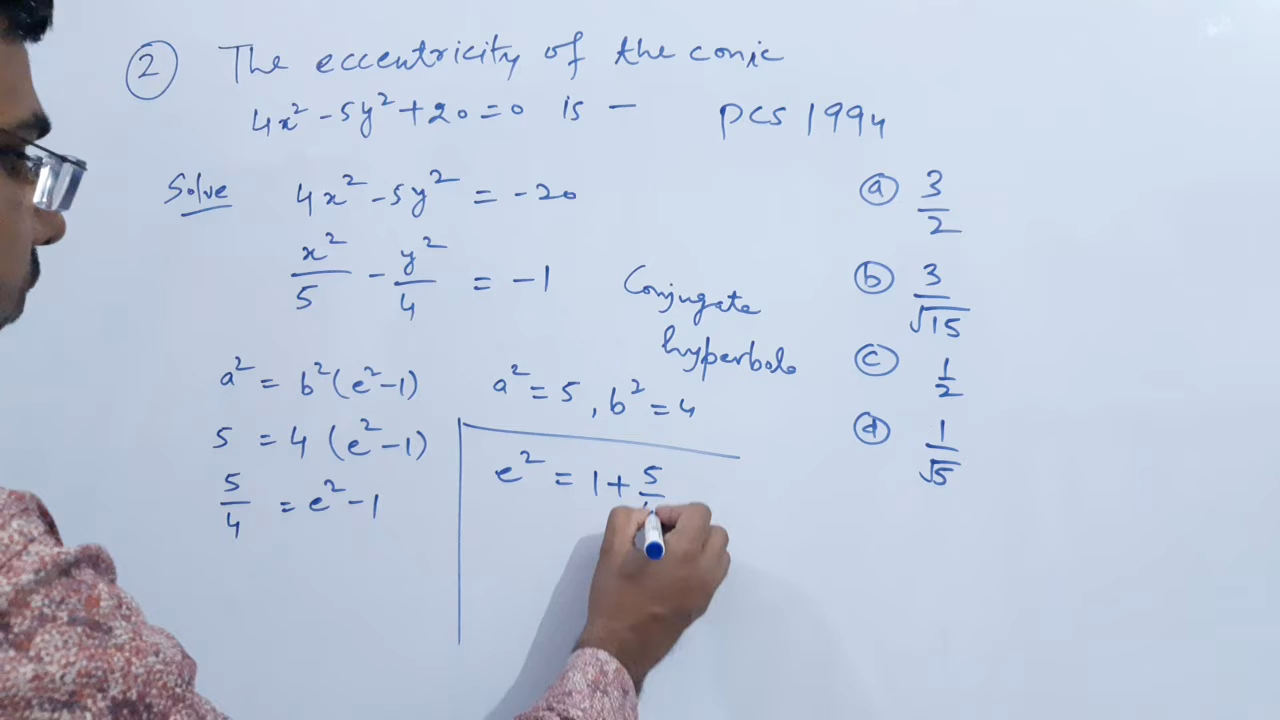 ② The eccentricity of the conic
4x² - 5y² + 20 = 0 is — PCS 1994
Solve 4x² - 5y² = -20
x²/5 - y²/4 = -1
Conjugate
hyperbola
a² = b²(e² - 1)
a² = 5, b² = 4
5 = 4 (e² - 1)
5/4 = e² - 1
e² = 1 + 5/
ⓐ 3/2
ⓑ 3/√15
ⓒ 1/2
ⓓ 1/√5